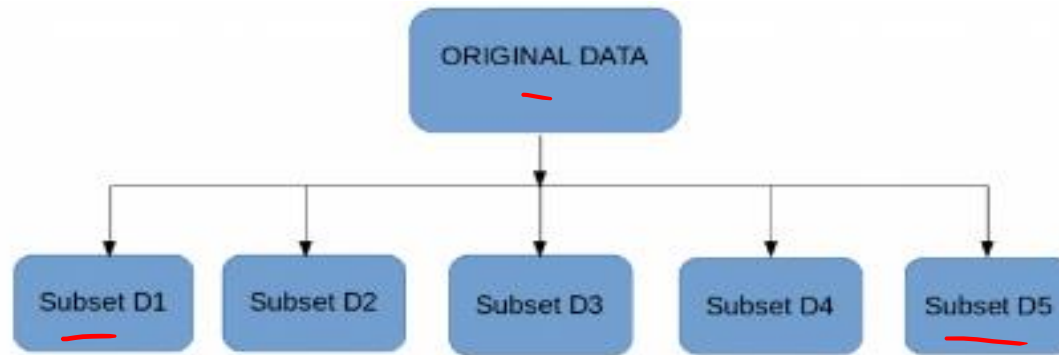 ORIGINAL DATA
Subset D1
Subset D2
Subset D3
Subset D4
Subset D5